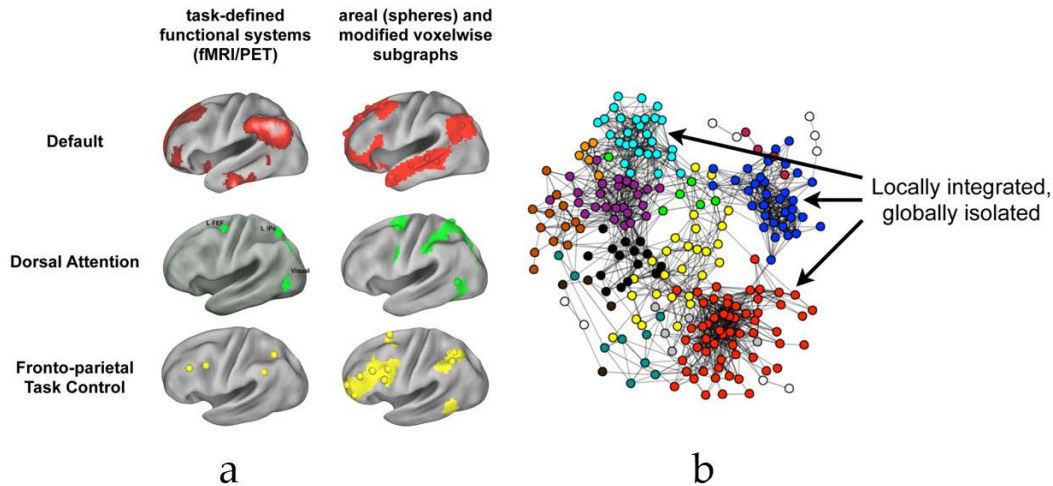 task-defined
functional systems
(fMRI/PET)
areal (spheres) and
modified voxelwise
subgraphs
Default
Dorsal Attention
L FEF
L IPs
Visual
Fronto-parietal
Task Control
a
Locally integrated,
globally isolated
b